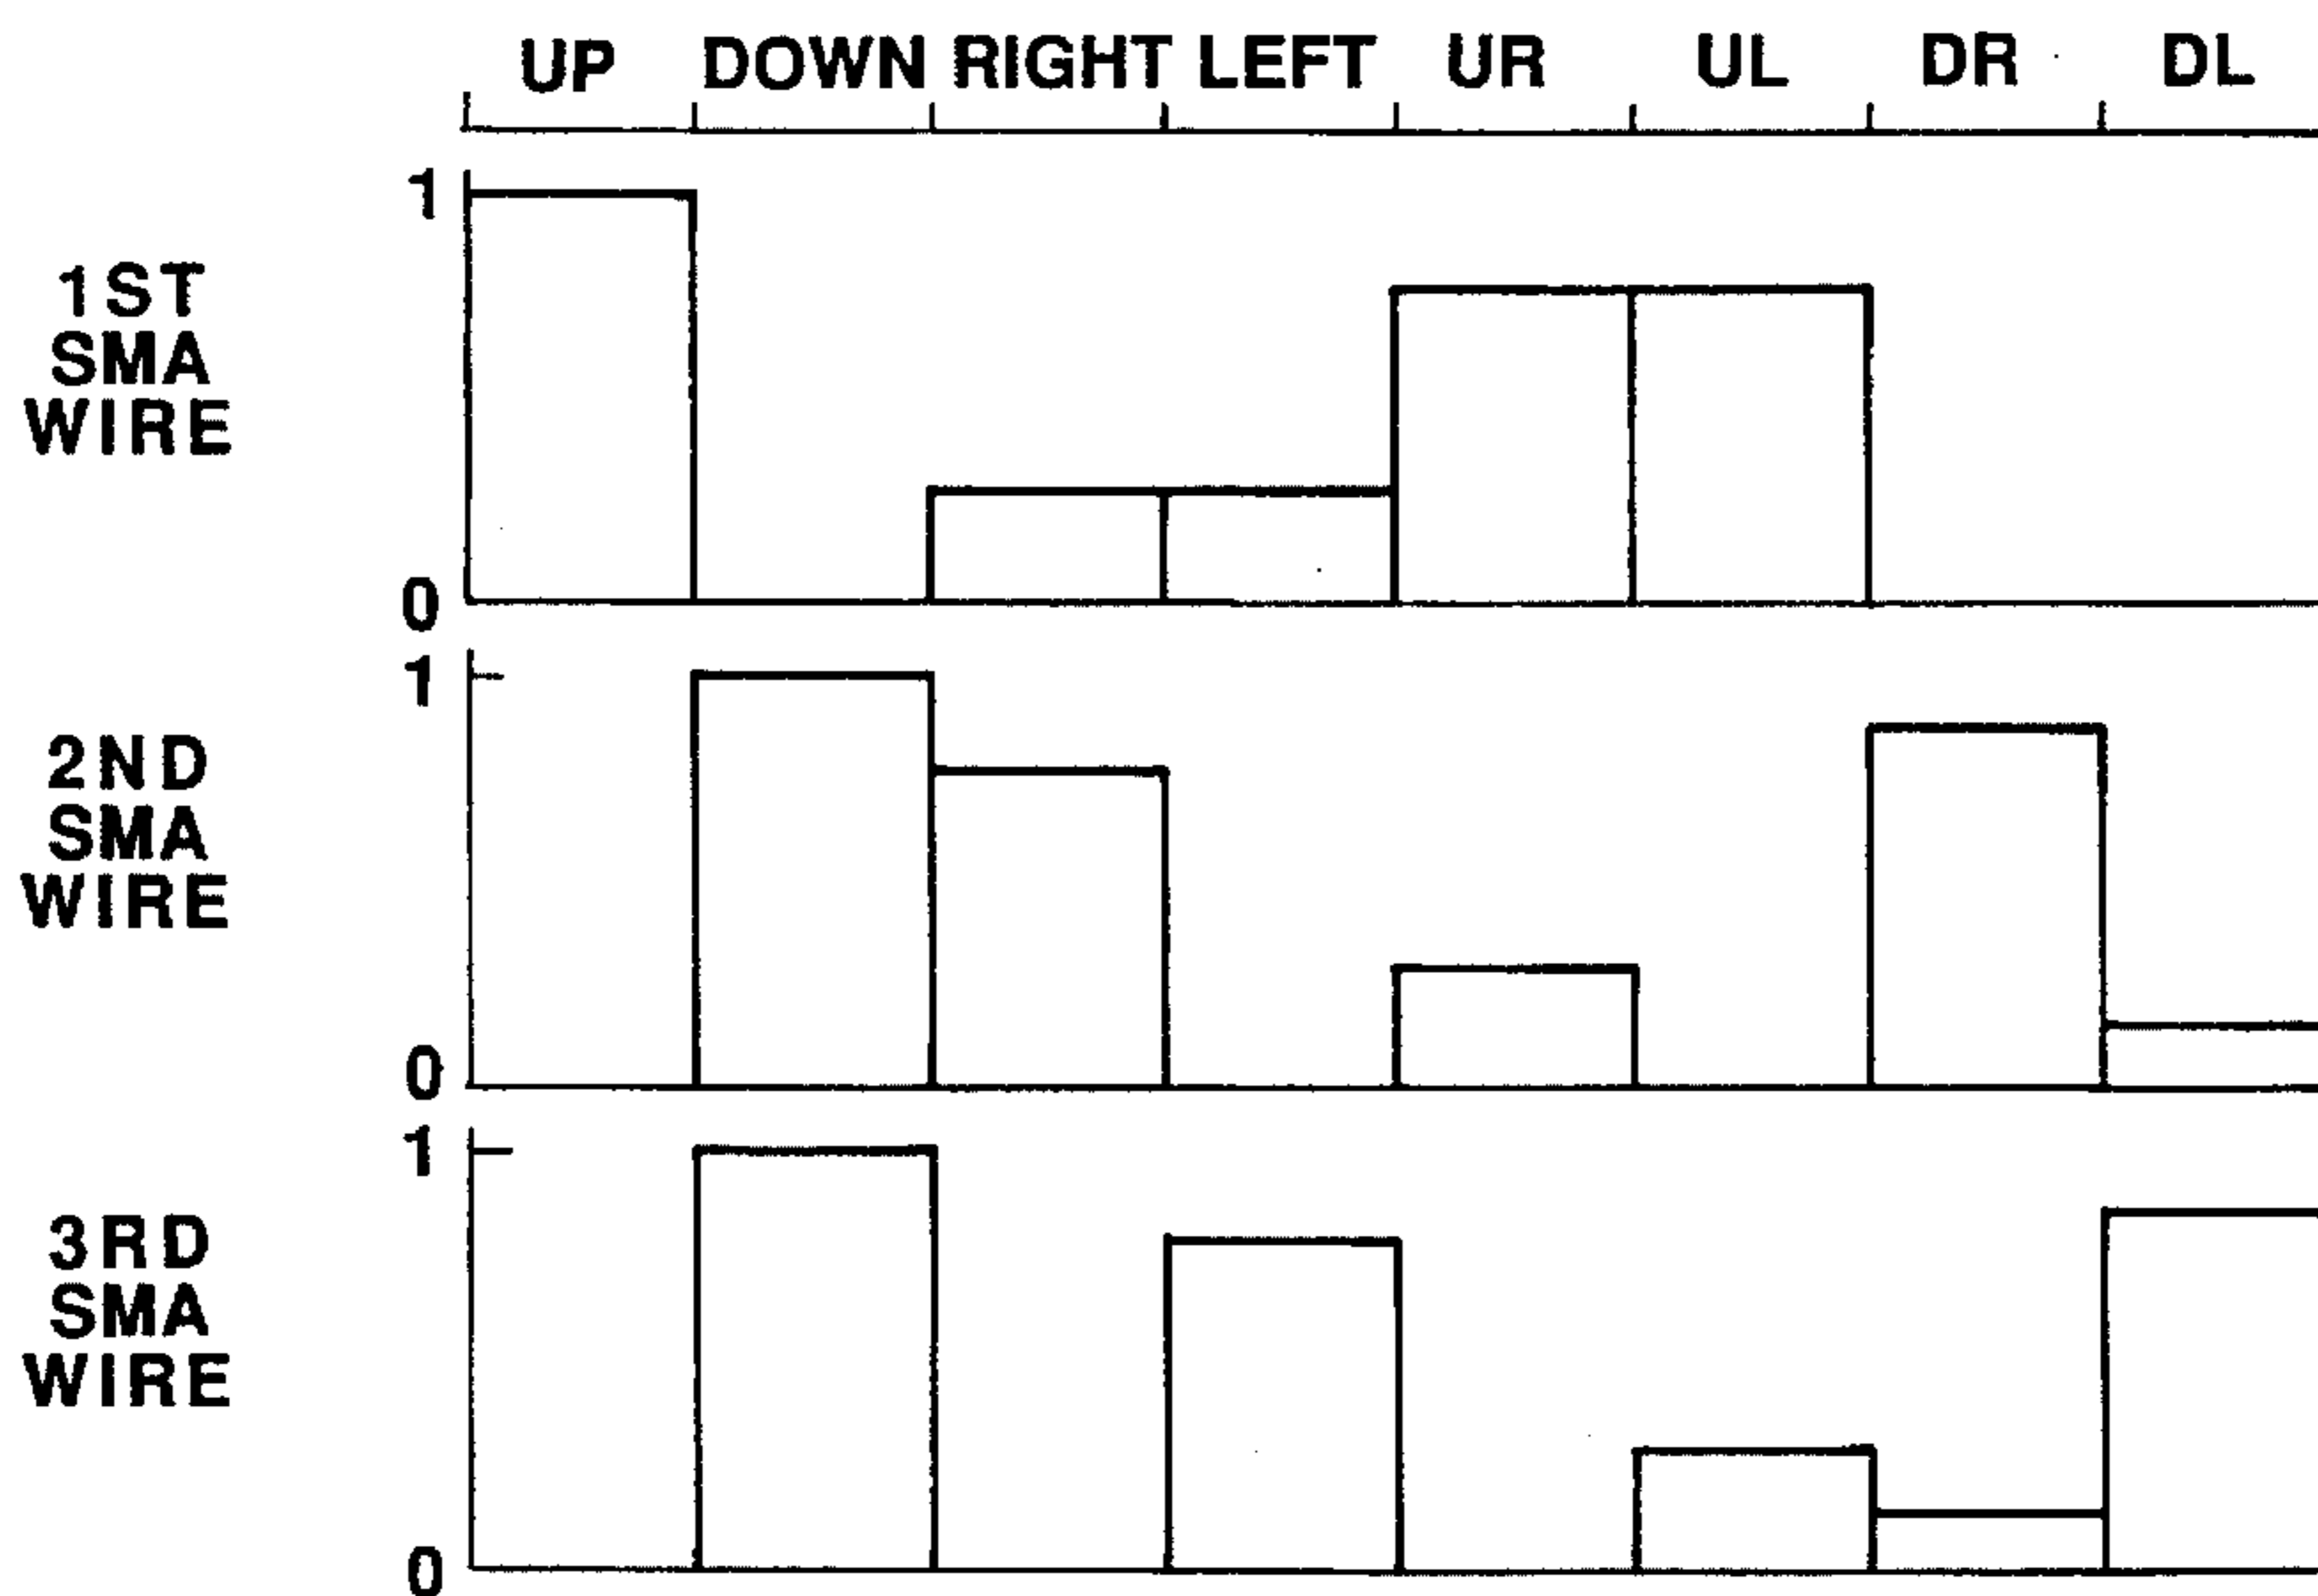 UP DOWN RIGHT LEFT UR UL DR DL
1
1ST
SMA
WIRE
0
1
2ND
SMA
WIRE
0
1
3RD
SMA
WIRE
0